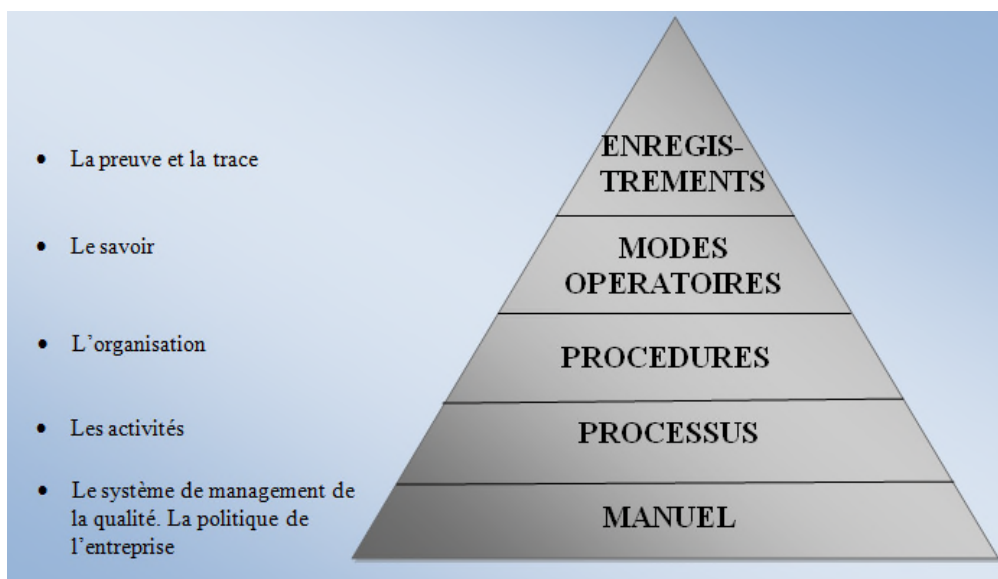 • La preuve et la trace
ENREGIS-
TREMENTS
• Le savoir
MODES
OPERATOIRES
• L'organisation
PROCEDURES
• Les activités
PROCESSUS
• Le système de management de
la qualité. La politique de
l'entreprise
MANUEL